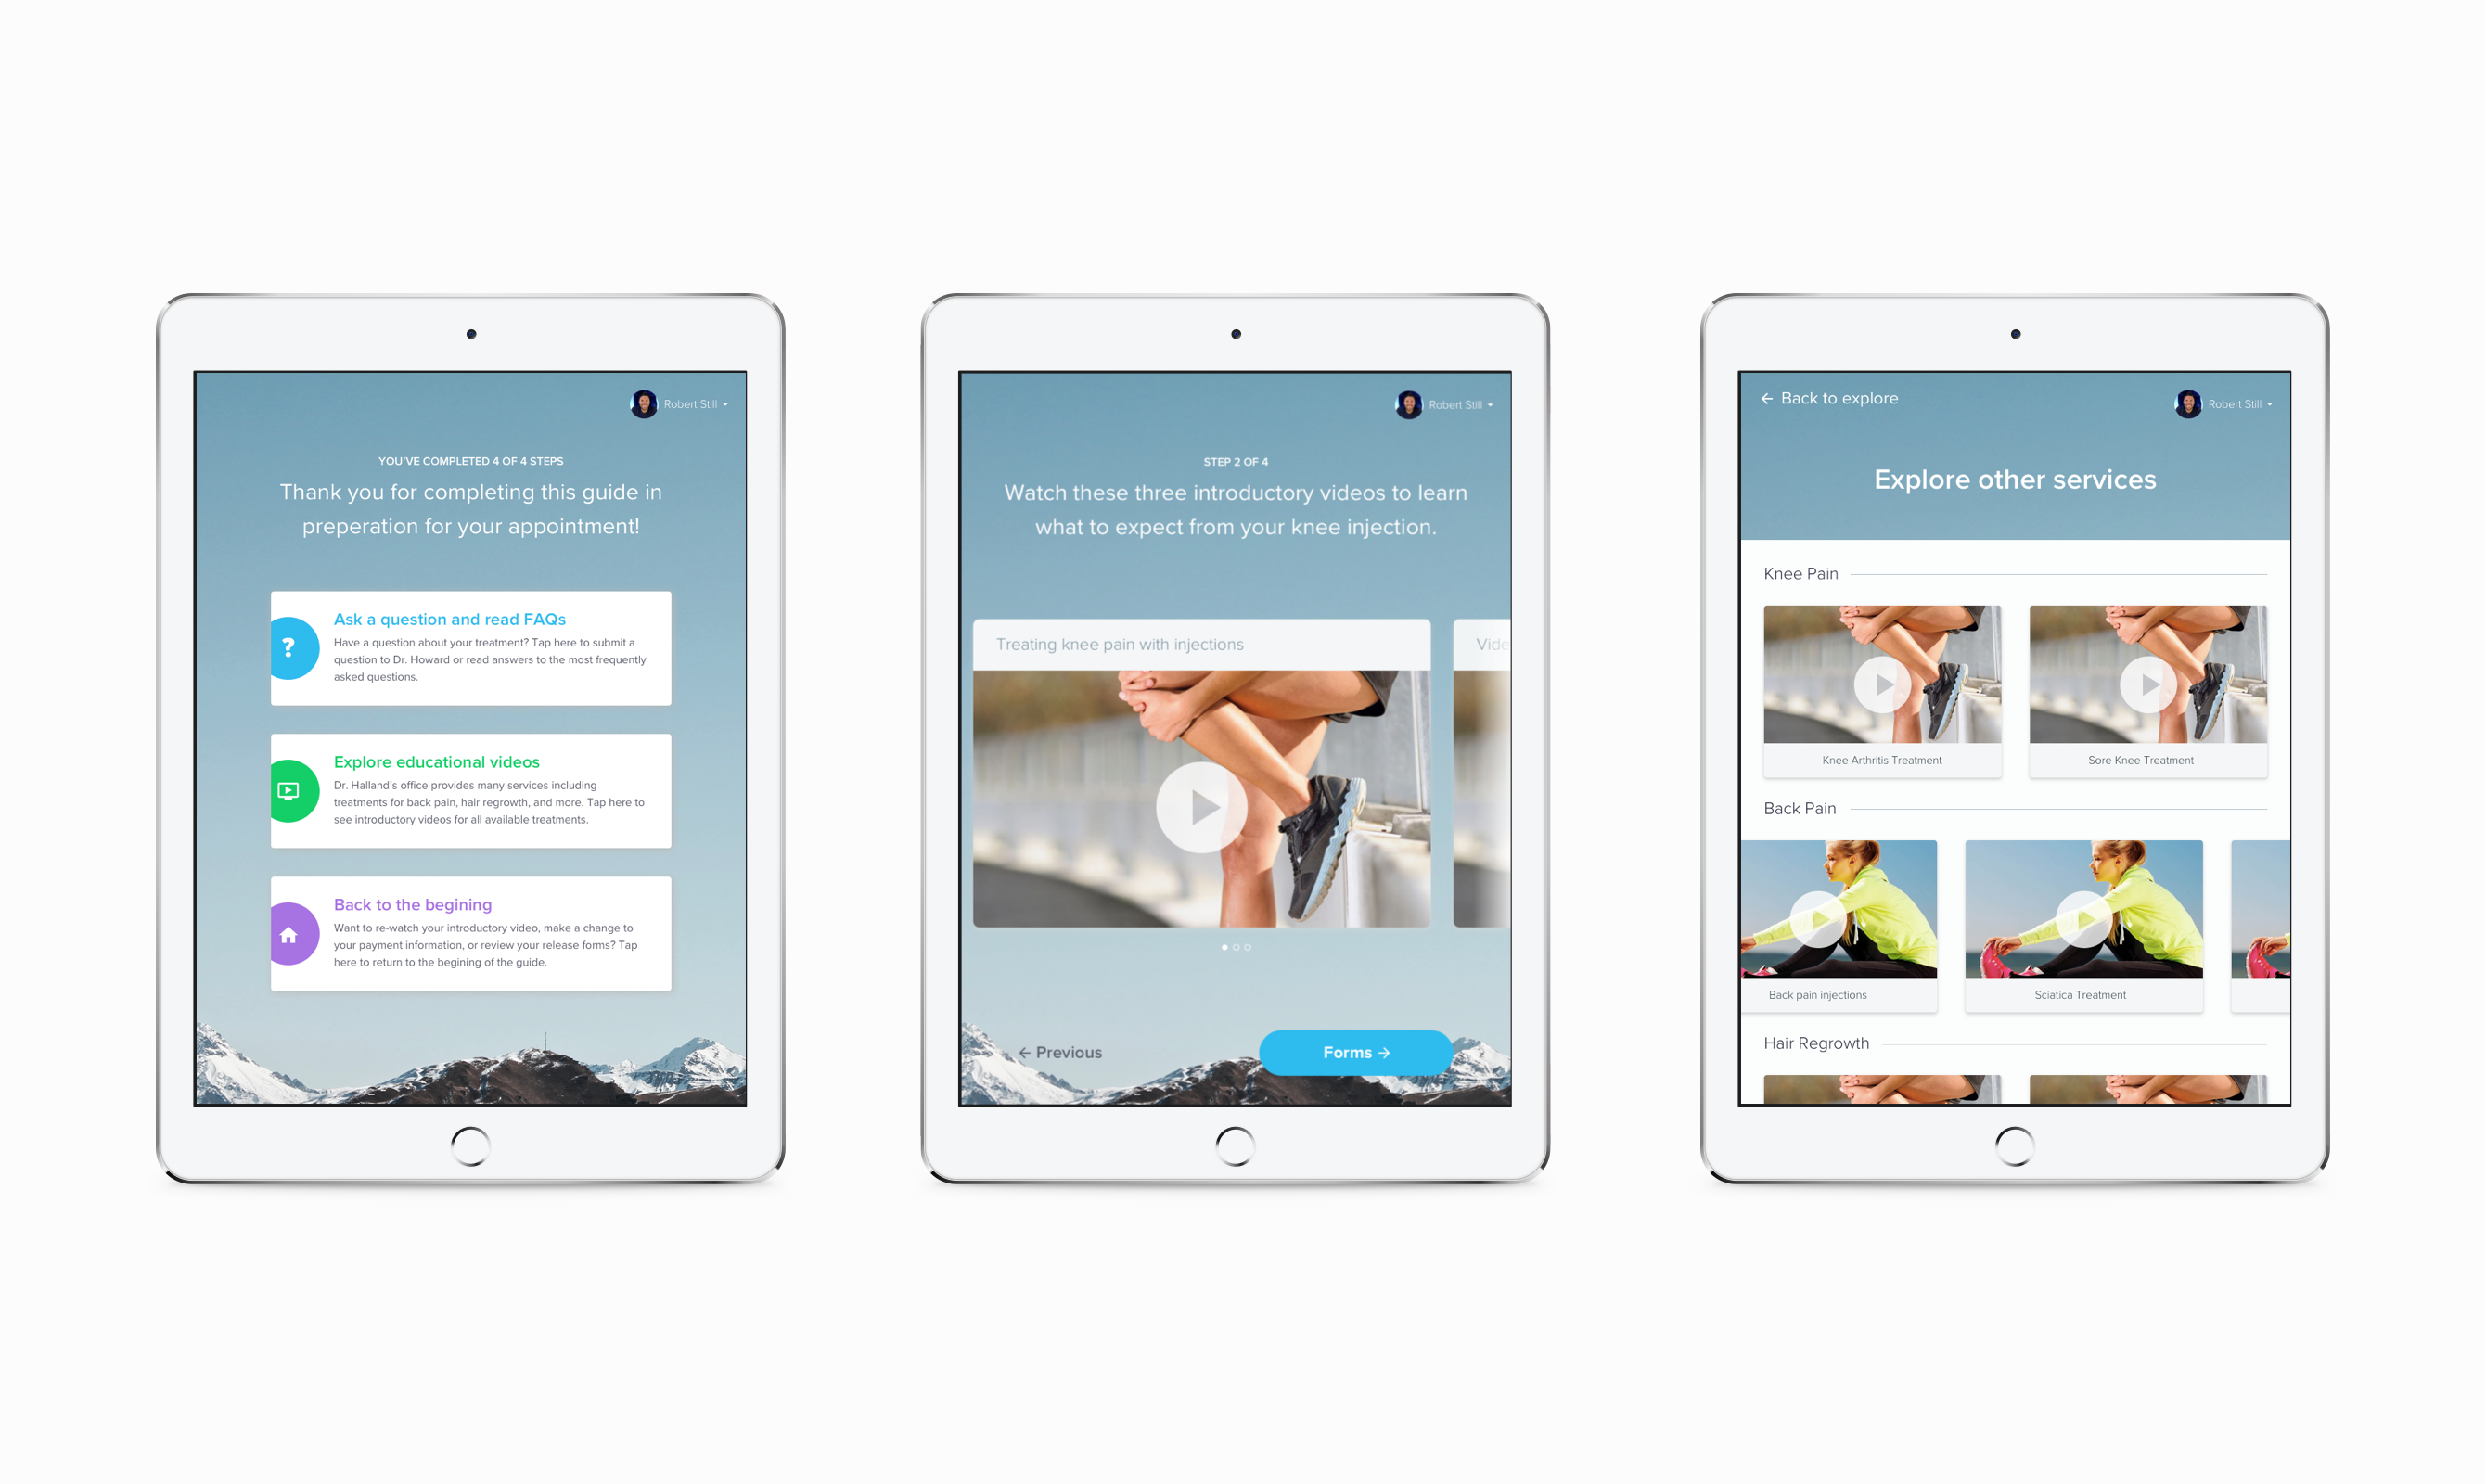 Robert Still
YOU'VE COMPLETED 4 OF 4 STEPS
Thank you for completing this guide in
preperation for your appointment!
Ask a question and read FAQs
Have a question about your treatment? Tap here to submit a
question to Dr. Howard or read answers to the most frequently
asked questions.
Explore educational videos
Dr. Halland's office provides many services including
treatments for back pain, hair regrowth, and more. Tap here to
see introductory videos for all available treatments.
Back to the begining
Want to re-watch your introductory video, make a change to
your payment information, or review your release forms? Tap
here to return to the begining of the guide.
Robert Still
STEP 2 OF 4
Watch these three introductory videos to learn
what to expect from your knee injection.
Treating knee pain with injections
Vide
← Previous
Forms →
← Back to explore
Robert Still
Explore other services
Knee Pain
Knee Arthritis Treatment
Sore Knee Treatment
Back Pain
Back pain injections
Sciatica Treatment
Hair Regrowth